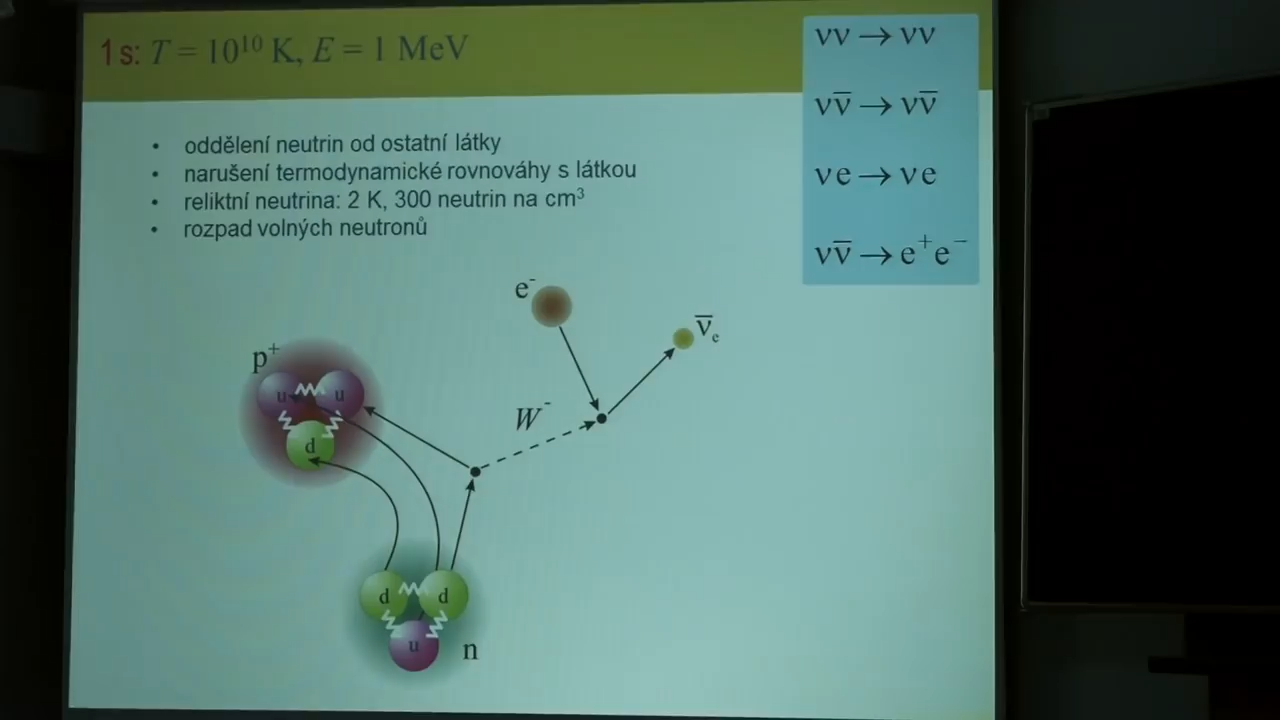 1 s: T = 10¹⁰ K, E = 1 MeV
νν → νν
νν̅ → νν̅
νe → νe
νν̅ → e⁺e⁻
• oddělení neutrin od ostatní látky
• narušení termodynamické rovnováhy s látkou
• reliktní neutrina: 2 K, 300 neutrin na cm³
• rozpad volných neutronů
e⁻
ν̅ₑ
p⁺
u u
d
W⁻
d d
u
n